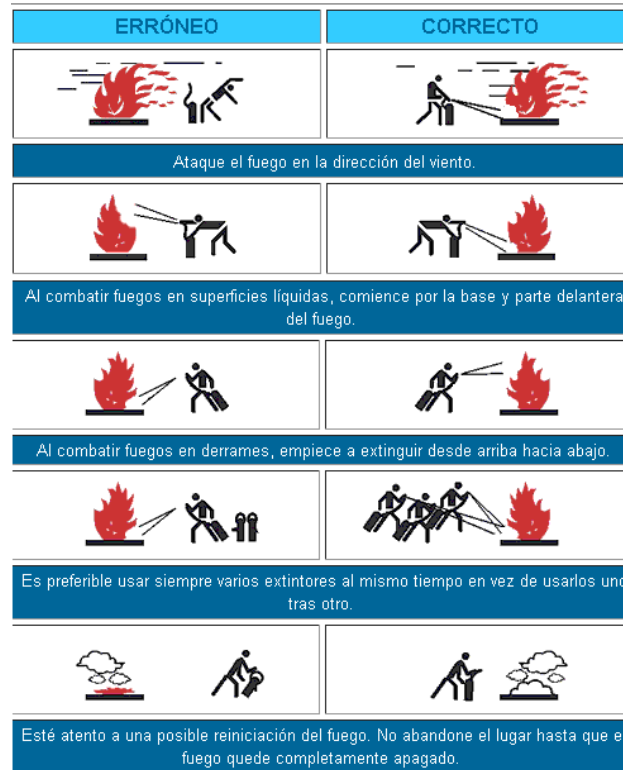 ERRÓNEO
CORRECTO
Ataque el fuego en la dirección del viento.
Al combatir fuegos en superficies líquidas, comience por la base y parte delantera
del fuego.
Al combatir fuegos en derrames, empiece a extinguir desde arriba hacia abajo.
Es preferible usar siempre varios extintores al mismo tiempo en vez de usarlos uno
tras otro.
Esté atento a una posible reiniciación del fuego. No abandone el lugar hasta que e
fuego quede completamente apagado.